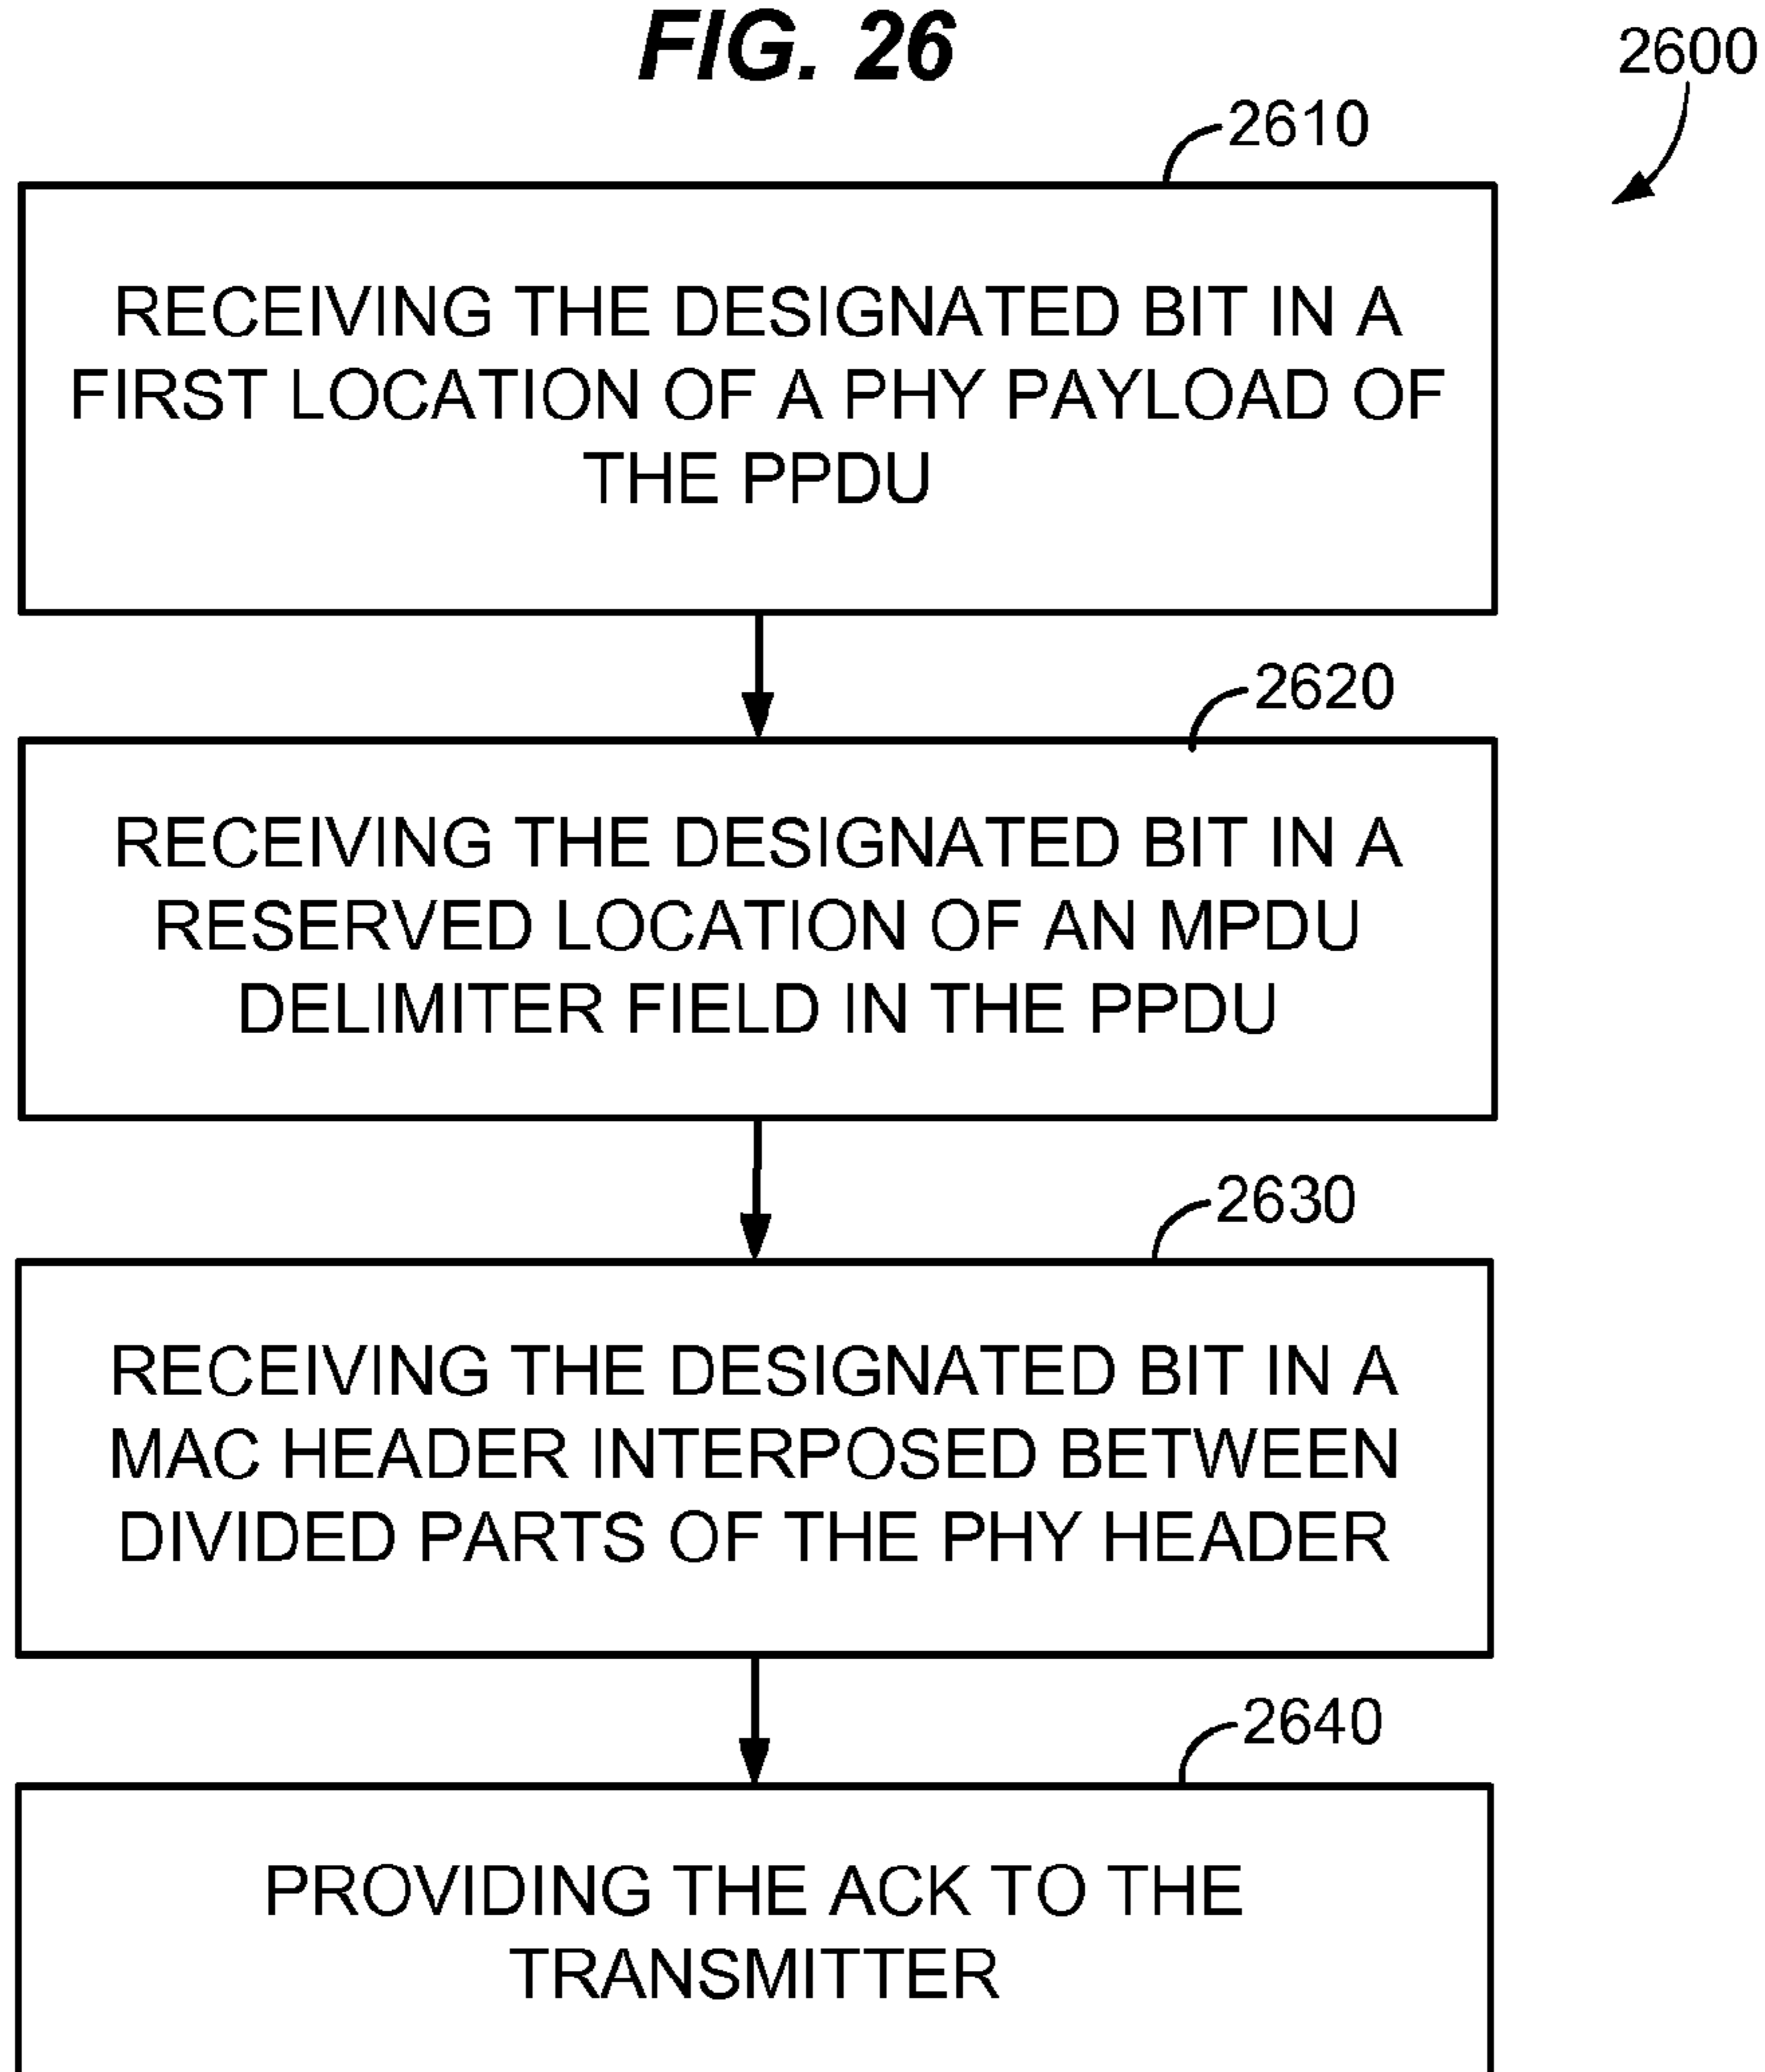 FIG. 26
2600
2610
RECEIVING THE DESIGNATED BIT IN A
FIRST LOCATION OF A PHY PAYLOAD OF
THE PPDU
2620
RECEIVING THE DESIGNATED BIT IN A
RESERVED LOCATION OF AN MPDU
DELIMITER FIELD IN THE PPDU
2630
RECEIVING THE DESIGNATED BIT IN A
MAC HEADER INTERPOSED BETWEEN
DIVIDED PARTS OF THE PHY HEADER
2640
PROVIDING THE ACK TO THE
TRANSMITTER